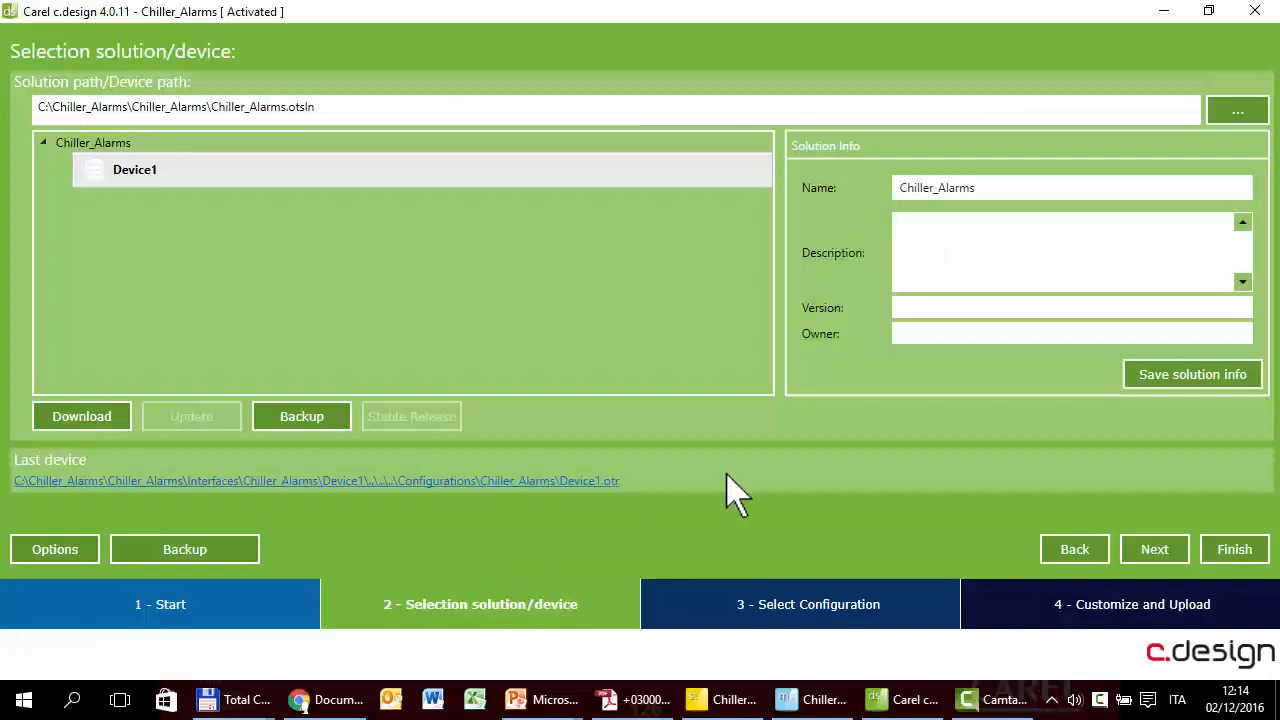 Carel c.design 4.0.11 - Chiller_Alarms [ Activated ]
Selection solution/device:
Solution path/Device path:
C:\Chiller_Alarms\Chiller_Alarms\Chiller_Alarms.otsln
...
Chiller_Alarms
Device1
Solution Info
Name:
Chiller_Alarms
Description:
Version:
Owner:
Save solution info
Download
Update
Backup
Stable Release
Last device
C:\Chiller_Alarms\Chiller_Alarms\Interfaces\Chiller_Alarms\Device1\..\..\..\Configurations\Chiller_Alarms\Device1.otr
Options
Backup
Back
Next
Finish
1 - Start
2 - Selection solution/device
3 - Select Configuration
4 - Customize and Upload
c.design
Total C...
Docum...
Micros...
+03000...
Chiller...
Chiller...
Carel c...
Camta...
ITA
12:14
02/12/2016